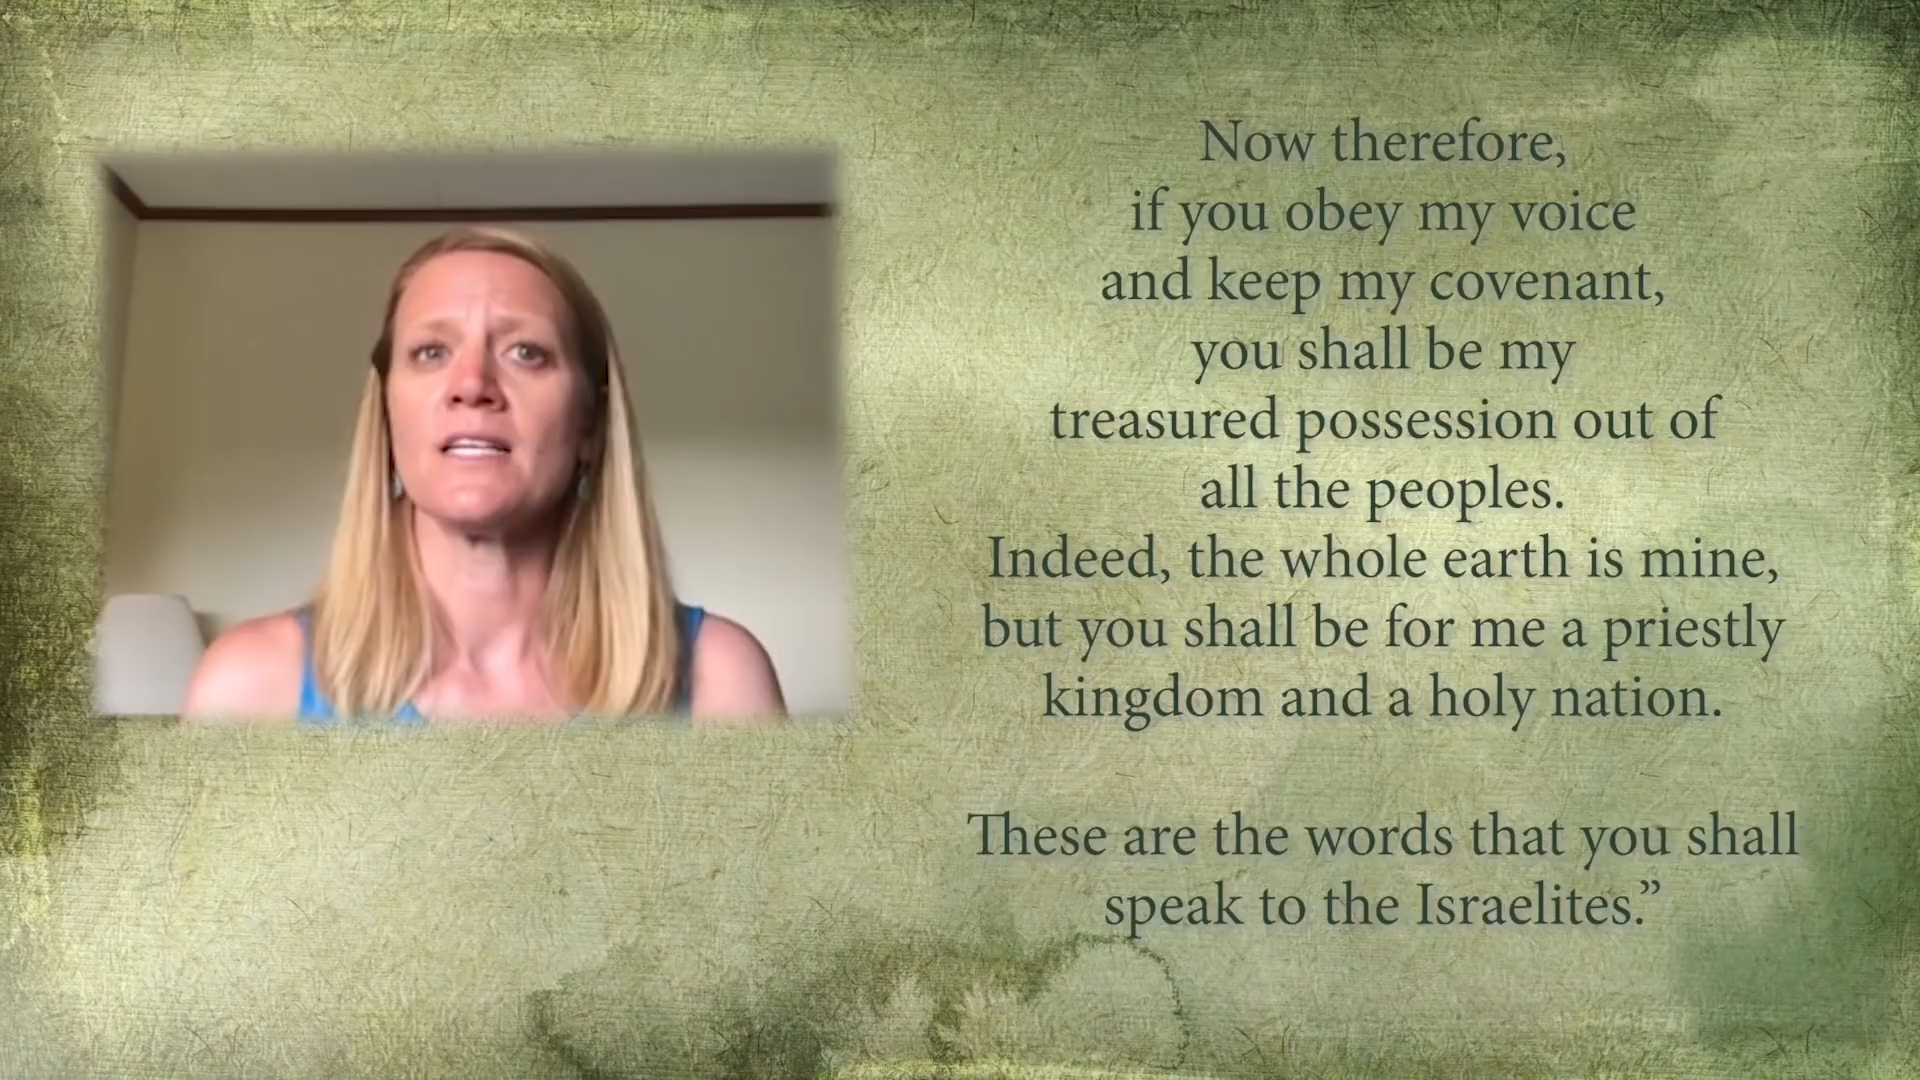 Now therefore,
if you obey my voice
and keep my covenant,
you shall be my
treasured possession out of
all the peoples.
Indeed, the whole earth is mine,
but you shall be for me a priestly
kingdom and a holy nation.
These are the words that you shall
speak to the Israelites.”